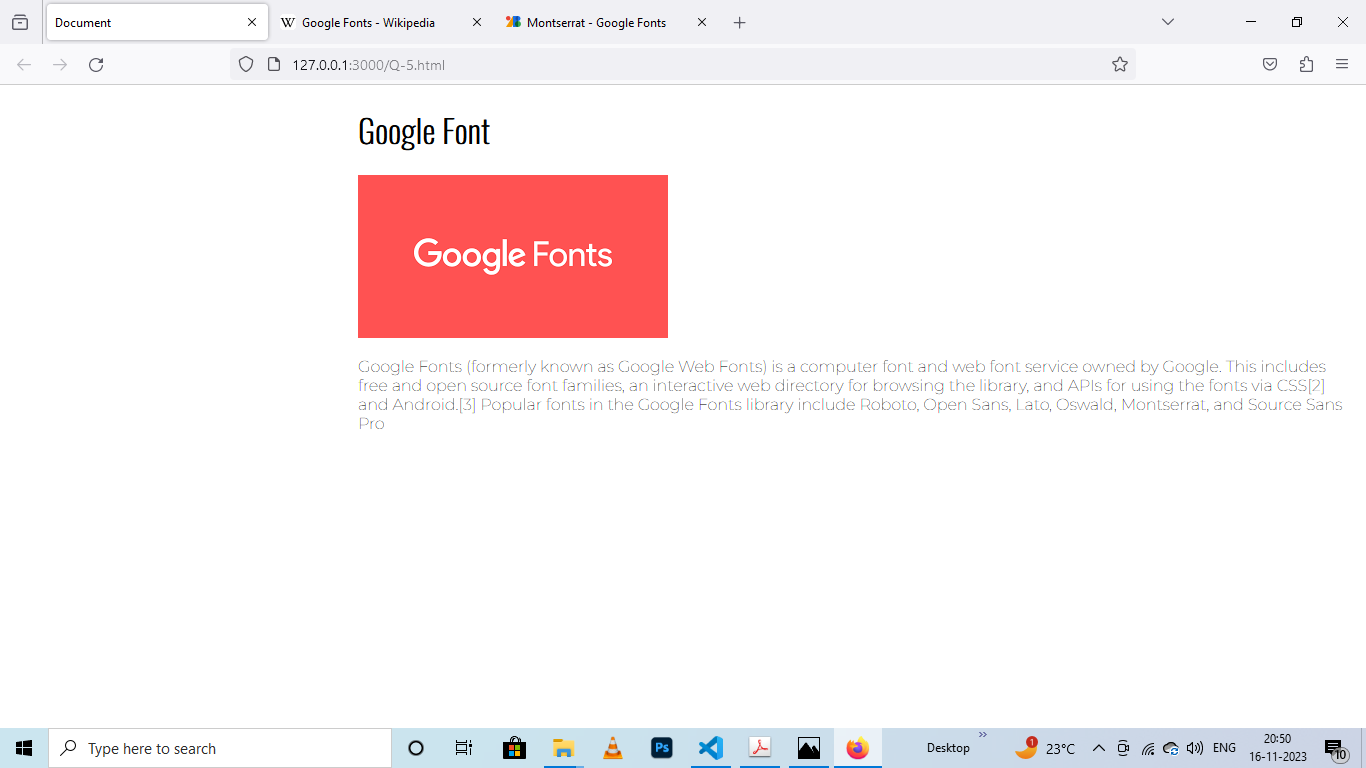 Document
Google Fonts - Wikipedia
Montserrat - Google Fonts
127.0.0.1:3000/Q-5.html
Google Font
Google Fonts
Google Fonts (formerly known as Google Web Fonts) is a computer font and web font service owned by Google. This includes
free and open source font families, an interactive web directory for browsing the library, and APIs for using the fonts via CSS[2]
and Android.[3] Popular fonts in the Google Fonts library include Roboto, Open Sans, Lato, Oswald, Montserrat, and Source Sans
Pro
Type here to search
Ps
Desktop
1
23°C
ENG
20:50
16-11-2023
10